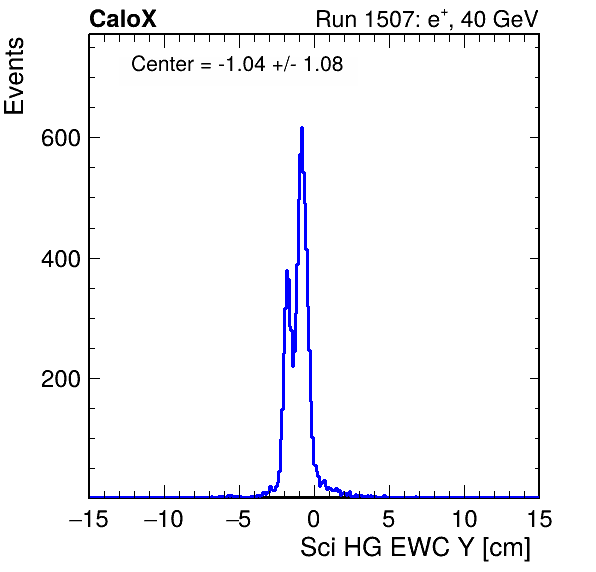 CaloX Run 1507: e⁺, 40 GeV
Events
Center = -1.04 +/- 1.08
600
400
200
−15 −10 −5 0 5 10 15
Sci HG EWC Y [cm]